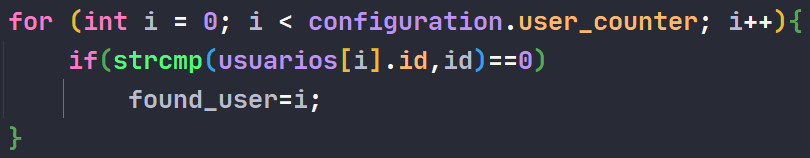 for (int i = 0; i < configuration.user_counter; i++){
if(strcmp(usuarios[i].id,id)==0)
found_user=i;
}